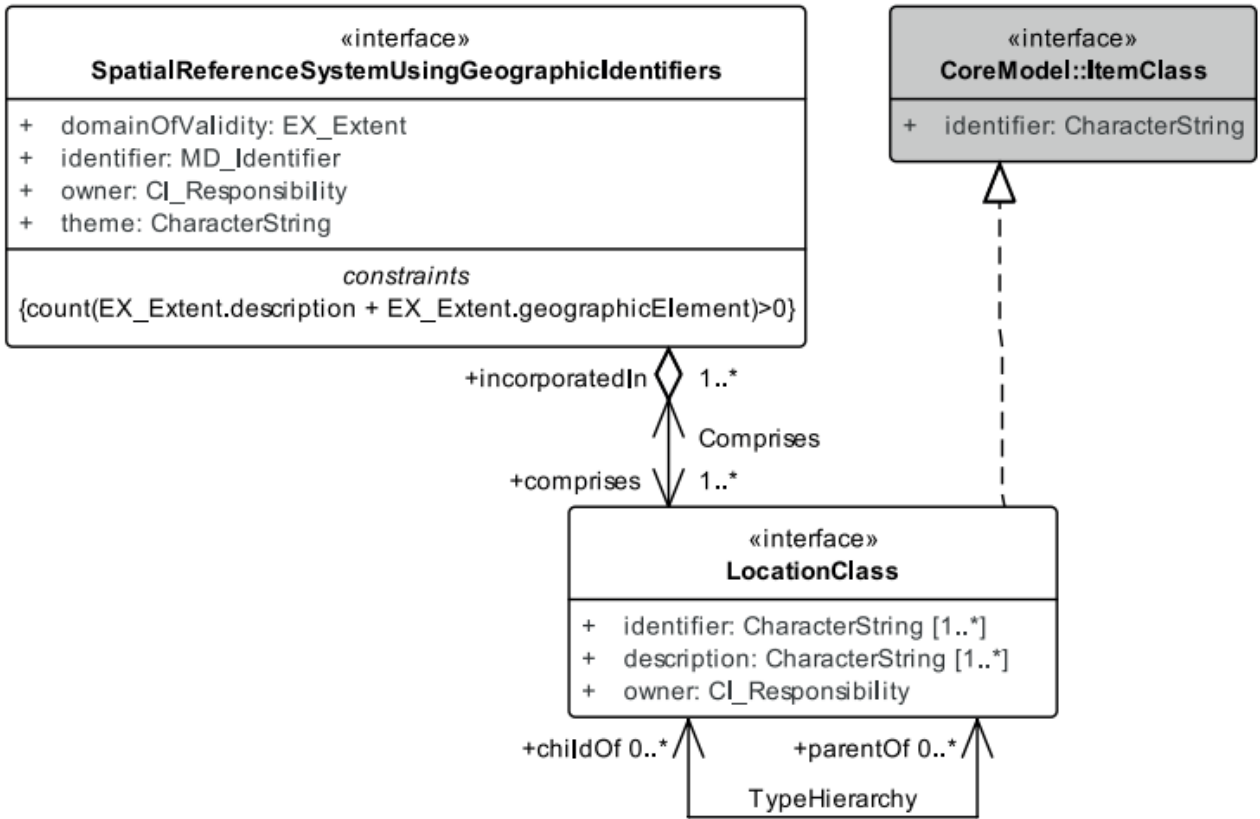 «interface»
SpatialReferenceSystemUsingGeographicIdentifiers
+ domainOfValidity: EX_Extent
+ identifier: MD_Identifier
+ owner: CI_Responsibility
+ theme: CharacterString
constraints
{count(EX_Extent.description + EX_Extent.geographicElement)>0}
«interface»
CoreModel::ItemClass
+ identifier: CharacterString
+incorporatedIn 1..*
Comprises
+comprises 1..*
«interface»
LocationClass
+ identifier: CharacterString [1..*]
+ description: CharacterString [1..*]
+ owner: CI_Responsibility
+childOf 0..* +parentOf 0..*
TypeHierarchy